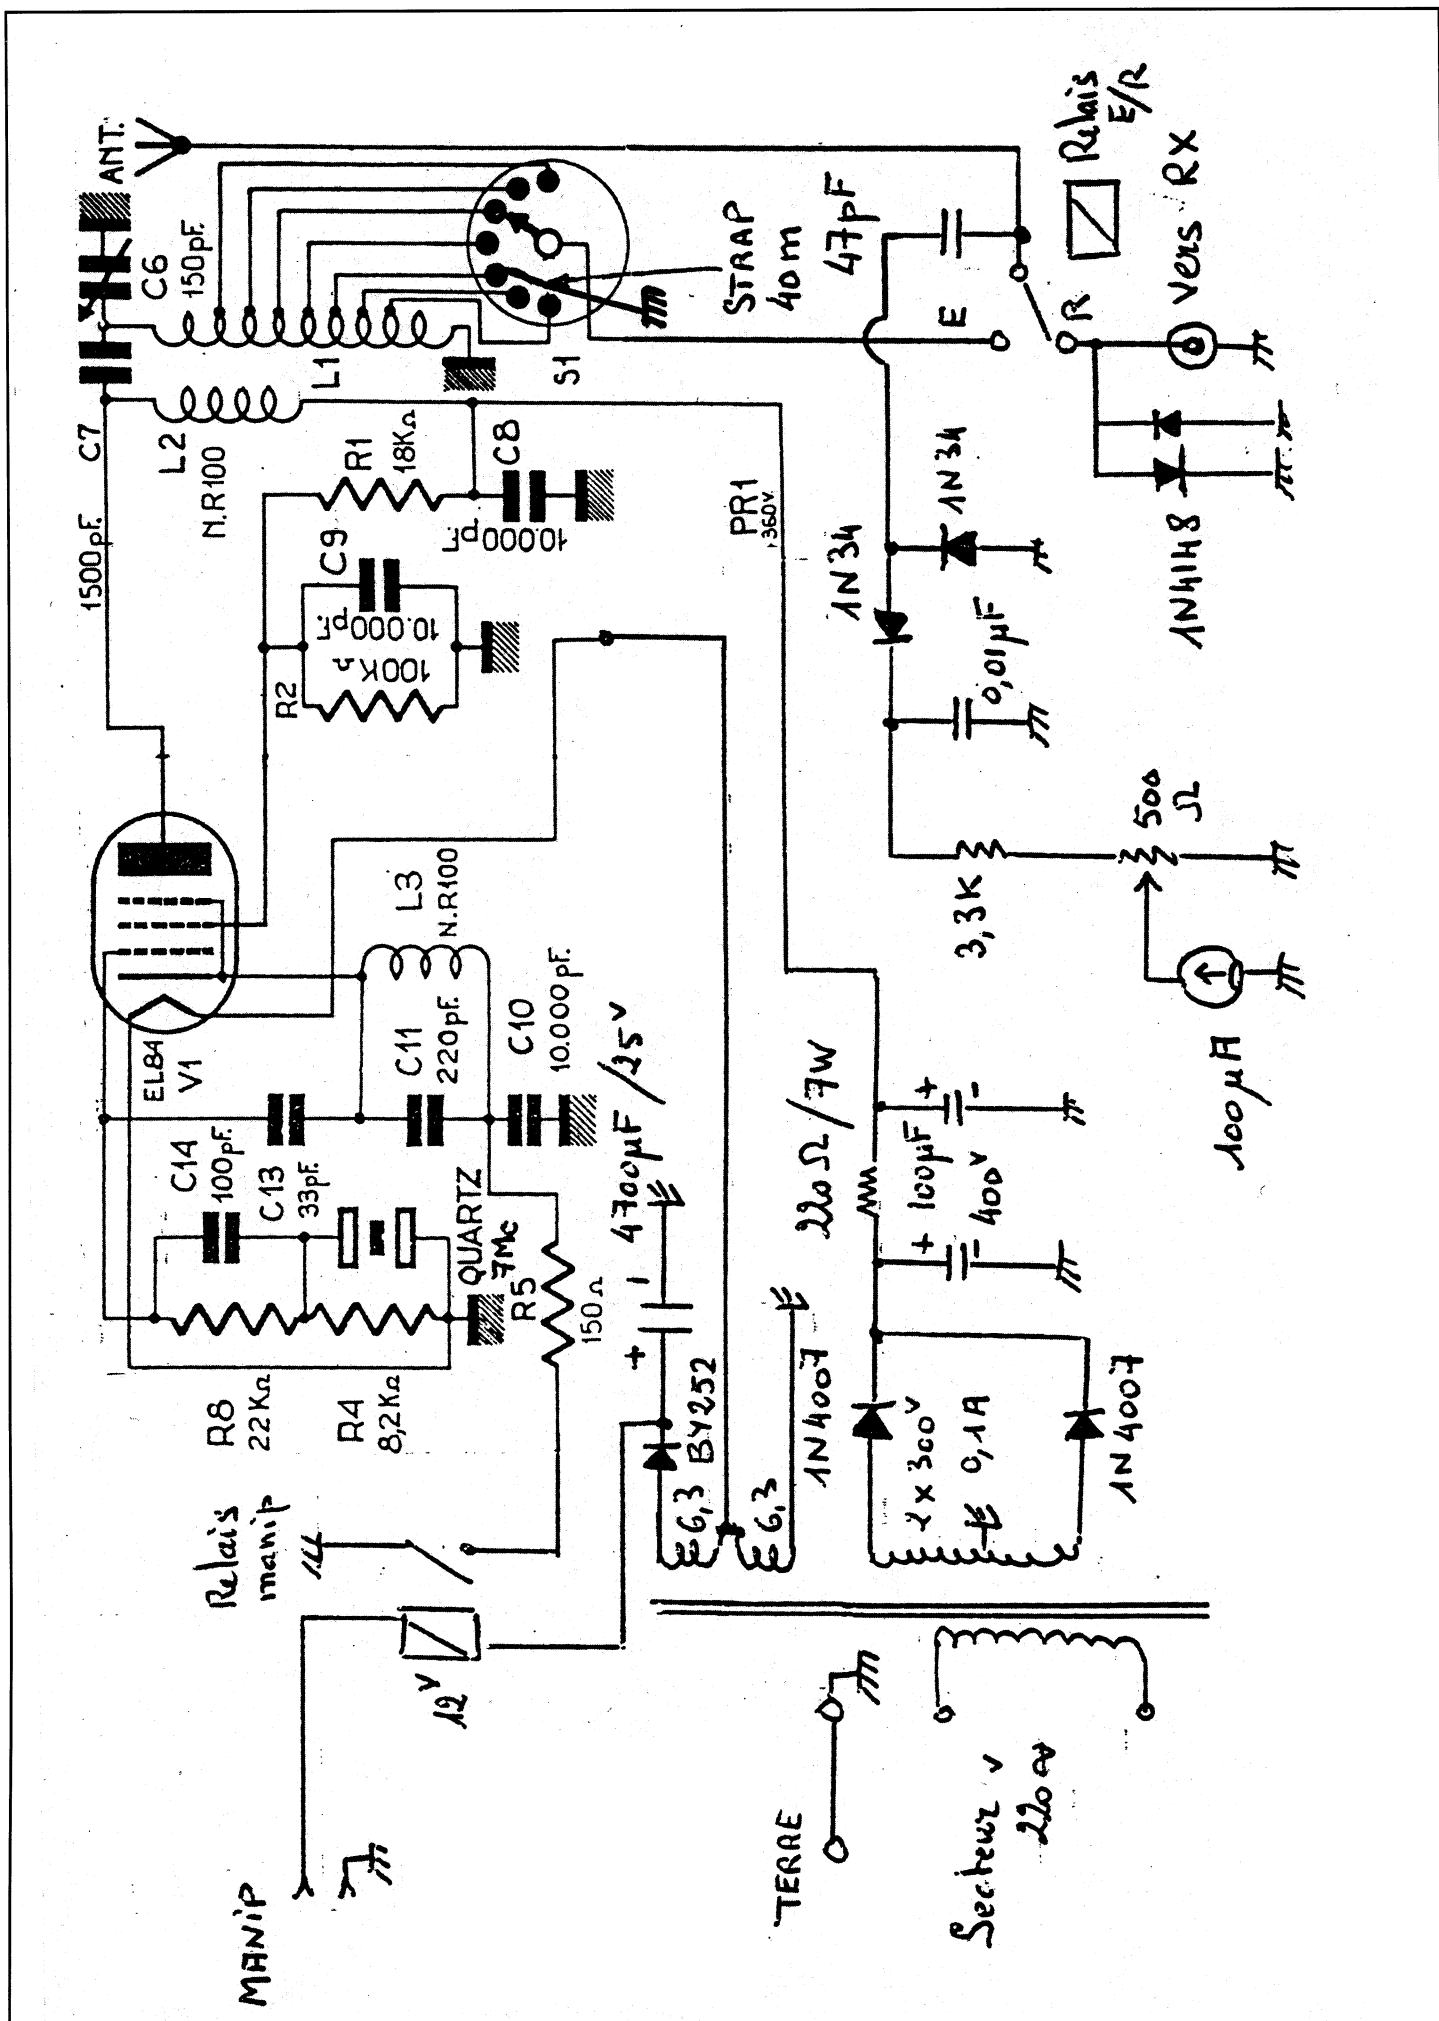 MANIP
Relais
manip
12V
R8
22KΩ
R4
8,2KΩ
C14
100pF.
C13
33pF.
QUARTZ
7Mc
R5
150Ω
EL84
V1
C11
220pF.
C10
10.000pF.
L3
N.R100
R2
100KΩ
10.000pF.
C9
R1
18KΩ
C8
10.000pF.
1500pF.
C7
L2
N.R100
L1
C6
150pF.
ANT.
S1
STRAP
40m
4700µF
/25V
+
-
BY252
6,3
6,3
TERRE
Secteur
220V
1N4007
2x300V
0,1A
1N4007
220Ω/7W
+
100µF
+
-
400V
-
PR1
+360V.
3,3K
500
Ω
100µA
0,01µF
1N34
1N34
47pF
E
R
Relais
E/R
Vers RX
1N4148